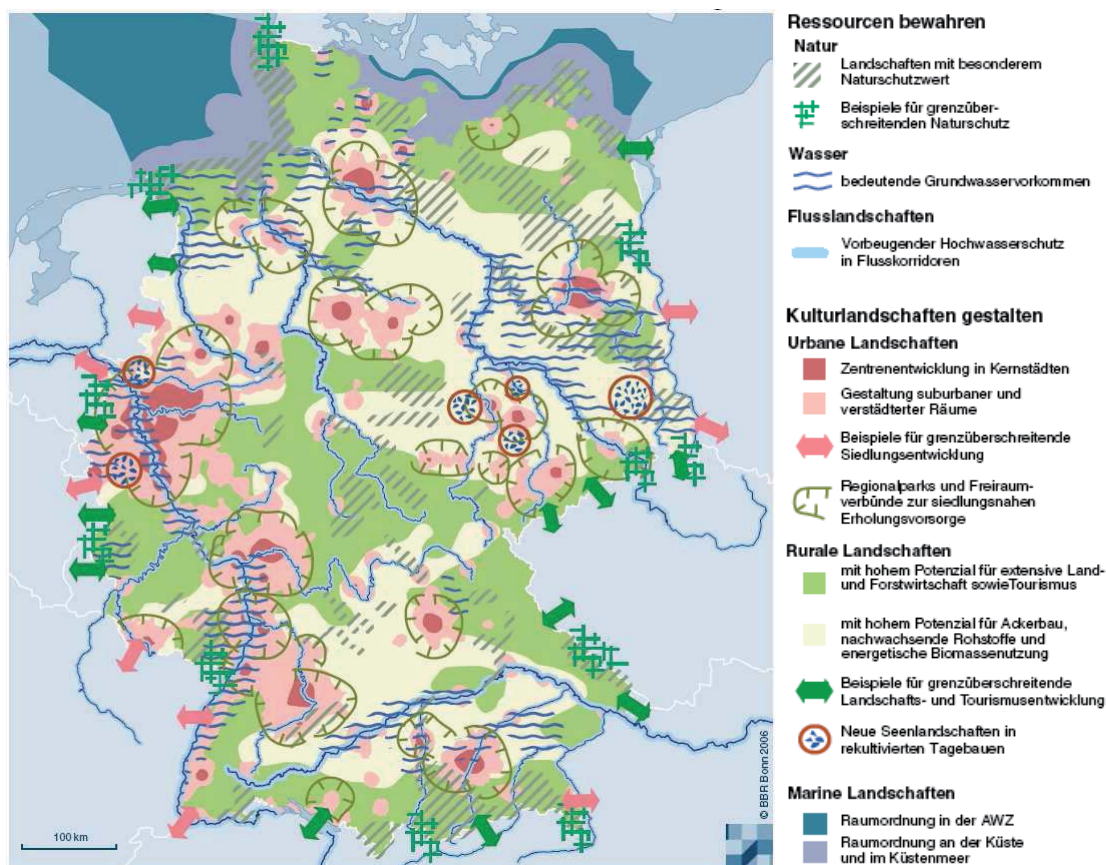 Ressourcen bewahren
Natur
Landschaften mit besonderem
Naturschutzwert
Beispiele für grenzüber-
schreitenden Naturschutz
Wasser
bedeutende Grundwasservorkommen
Flusslandschaften
Vorbeugender Hochwasserschutz
in Flusskorridoren
Kulturlandschaften gestalten
Urbane Landschaften
Zentrenentwicklung in Kernstädten
Gestaltung suburbaner und
verstädterter Räume
Beispiele für grenzüberschreitende
Siedlungsentwicklung
Regionalparks und Freiraum-
verbünde zur siedlungsnahen
Erholungsvorsorge
Rurale Landschaften
mit hohem Potenzial für extensive Land-
und Forstwirtschaft sowieTourismus
mit hohem Potenzial für Ackerbau,
nachwachsende Rohstoffe und
energetische Biomassenutzung
Beispiele für grenzüberschreitende
Landschafts- und Tourismusentwicklung
Neue Seenlandschaften in
rekultivierten Tagebauen
Marine Landschaften
Raumordnung in der AWZ
Raumordnung an der Küste
und im Küstenmeer
100 km
© BBR Bonn 2006